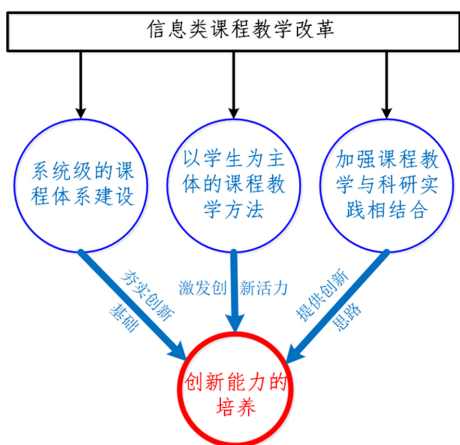 信息类课程教学改革
系统级的课
程体系建设
以学生为主
体的课程教
学方法
加强课程教
学与科研实
践相结合
夯实创新
基础
激发创新活力
提供创新
思路
创新能力的
培养